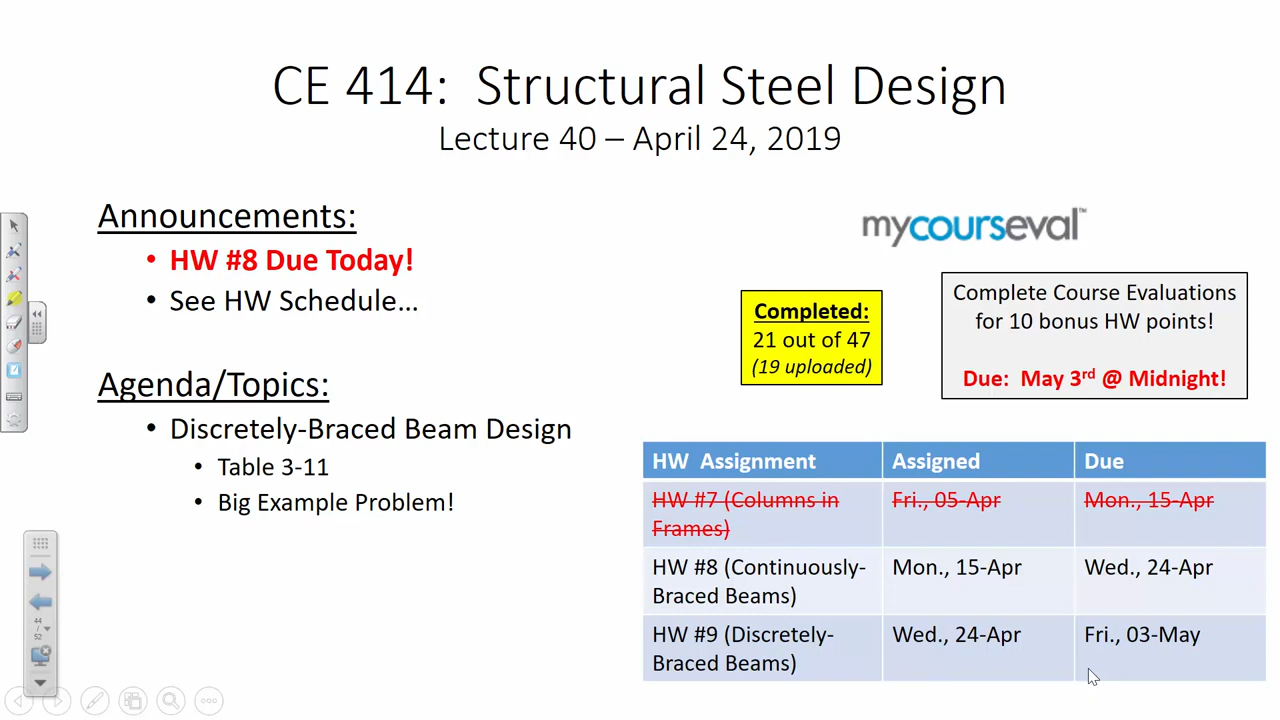 CE 414: Structural Steel Design
Lecture 40 – April 24, 2019
Announcements:
• HW #8 Due Today!
• See HW Schedule…
Agenda/Topics:
• Discretely-Braced Beam Design
• Table 3-11
• Big Example Problem!
mycourseval™
Completed:
21 out of 47
(19 uploaded)
Complete Course Evaluations
for 10 bonus HW points!
Due: May 3rd @ Midnight!
HW Assignment Assigned Due
HW #7 (Columns in Frames) Fri., 05-Apr Mon., 15-Apr
HW #8 (Continuously-Braced Beams) Mon., 15-Apr Wed., 24-Apr
HW #9 (Discretely-Braced Beams) Wed., 24-Apr Fri., 03-May
44
/
52